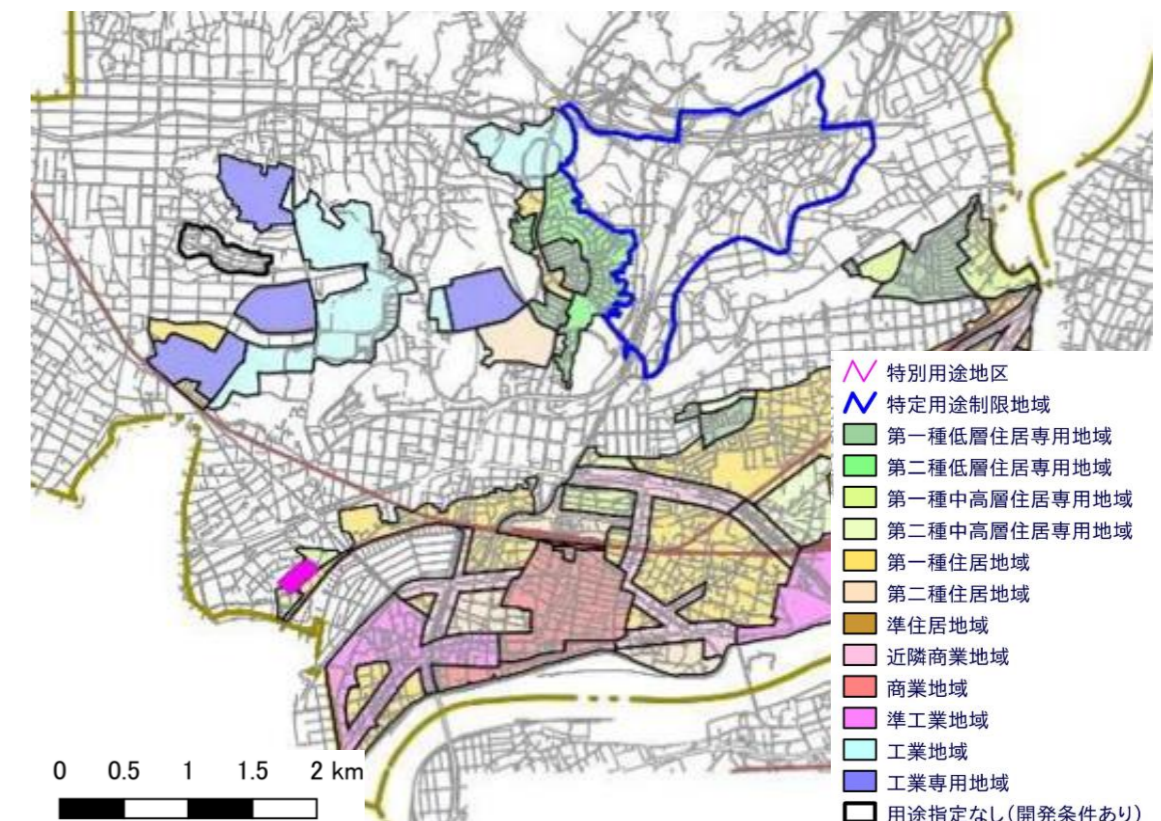 特別用途地区
特定用途制限地域
第一種低層住居専用地域
第二種低層住居専用地域
第一種中高層住居専用地域
第二種中高層住居専用地域
第一種住居地域
第二種住居地域
準住居地域
近隣商業地域
商業地域
準工業地域
工業地域
工業専用地域
用途指定なし(開発条件あり)
0 0.5 1 1.5 2 km